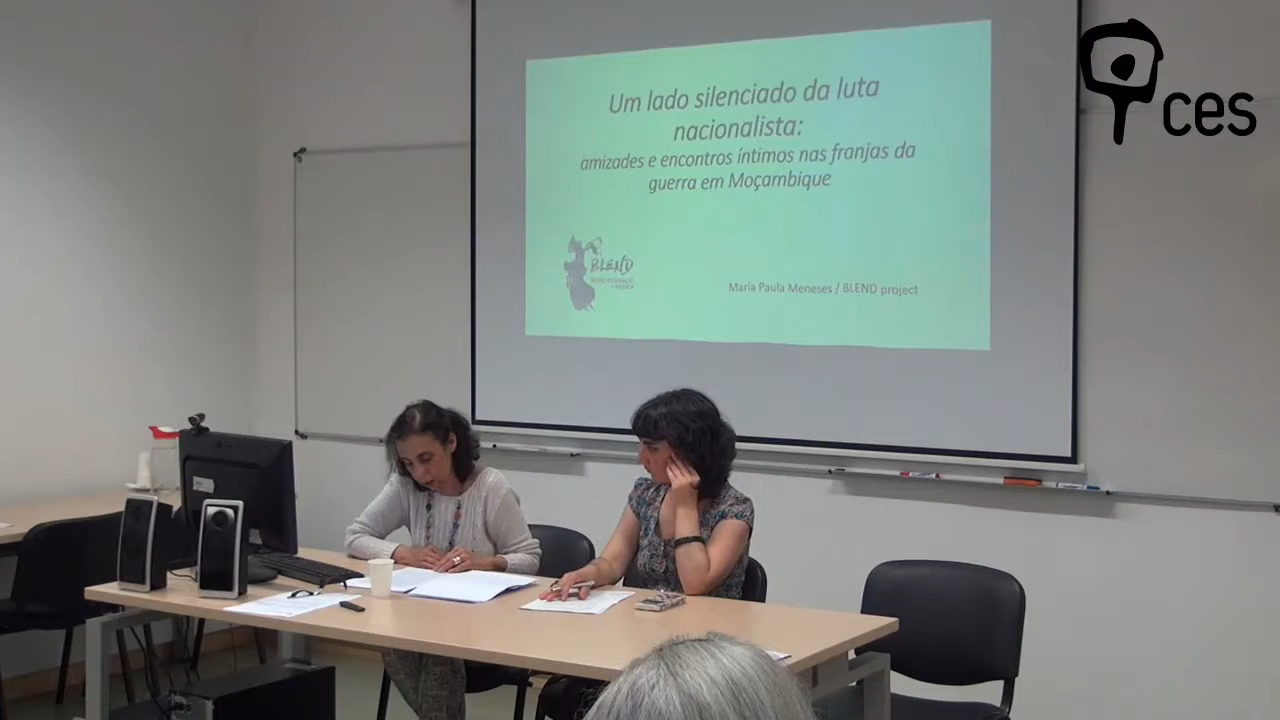 Um lado silenciado da luta
nacionalista:
amizades e encontros íntimos nas franjas da
guerra em Moçambique
BLEND
Maria Paula Meneses / BLEND project
ces